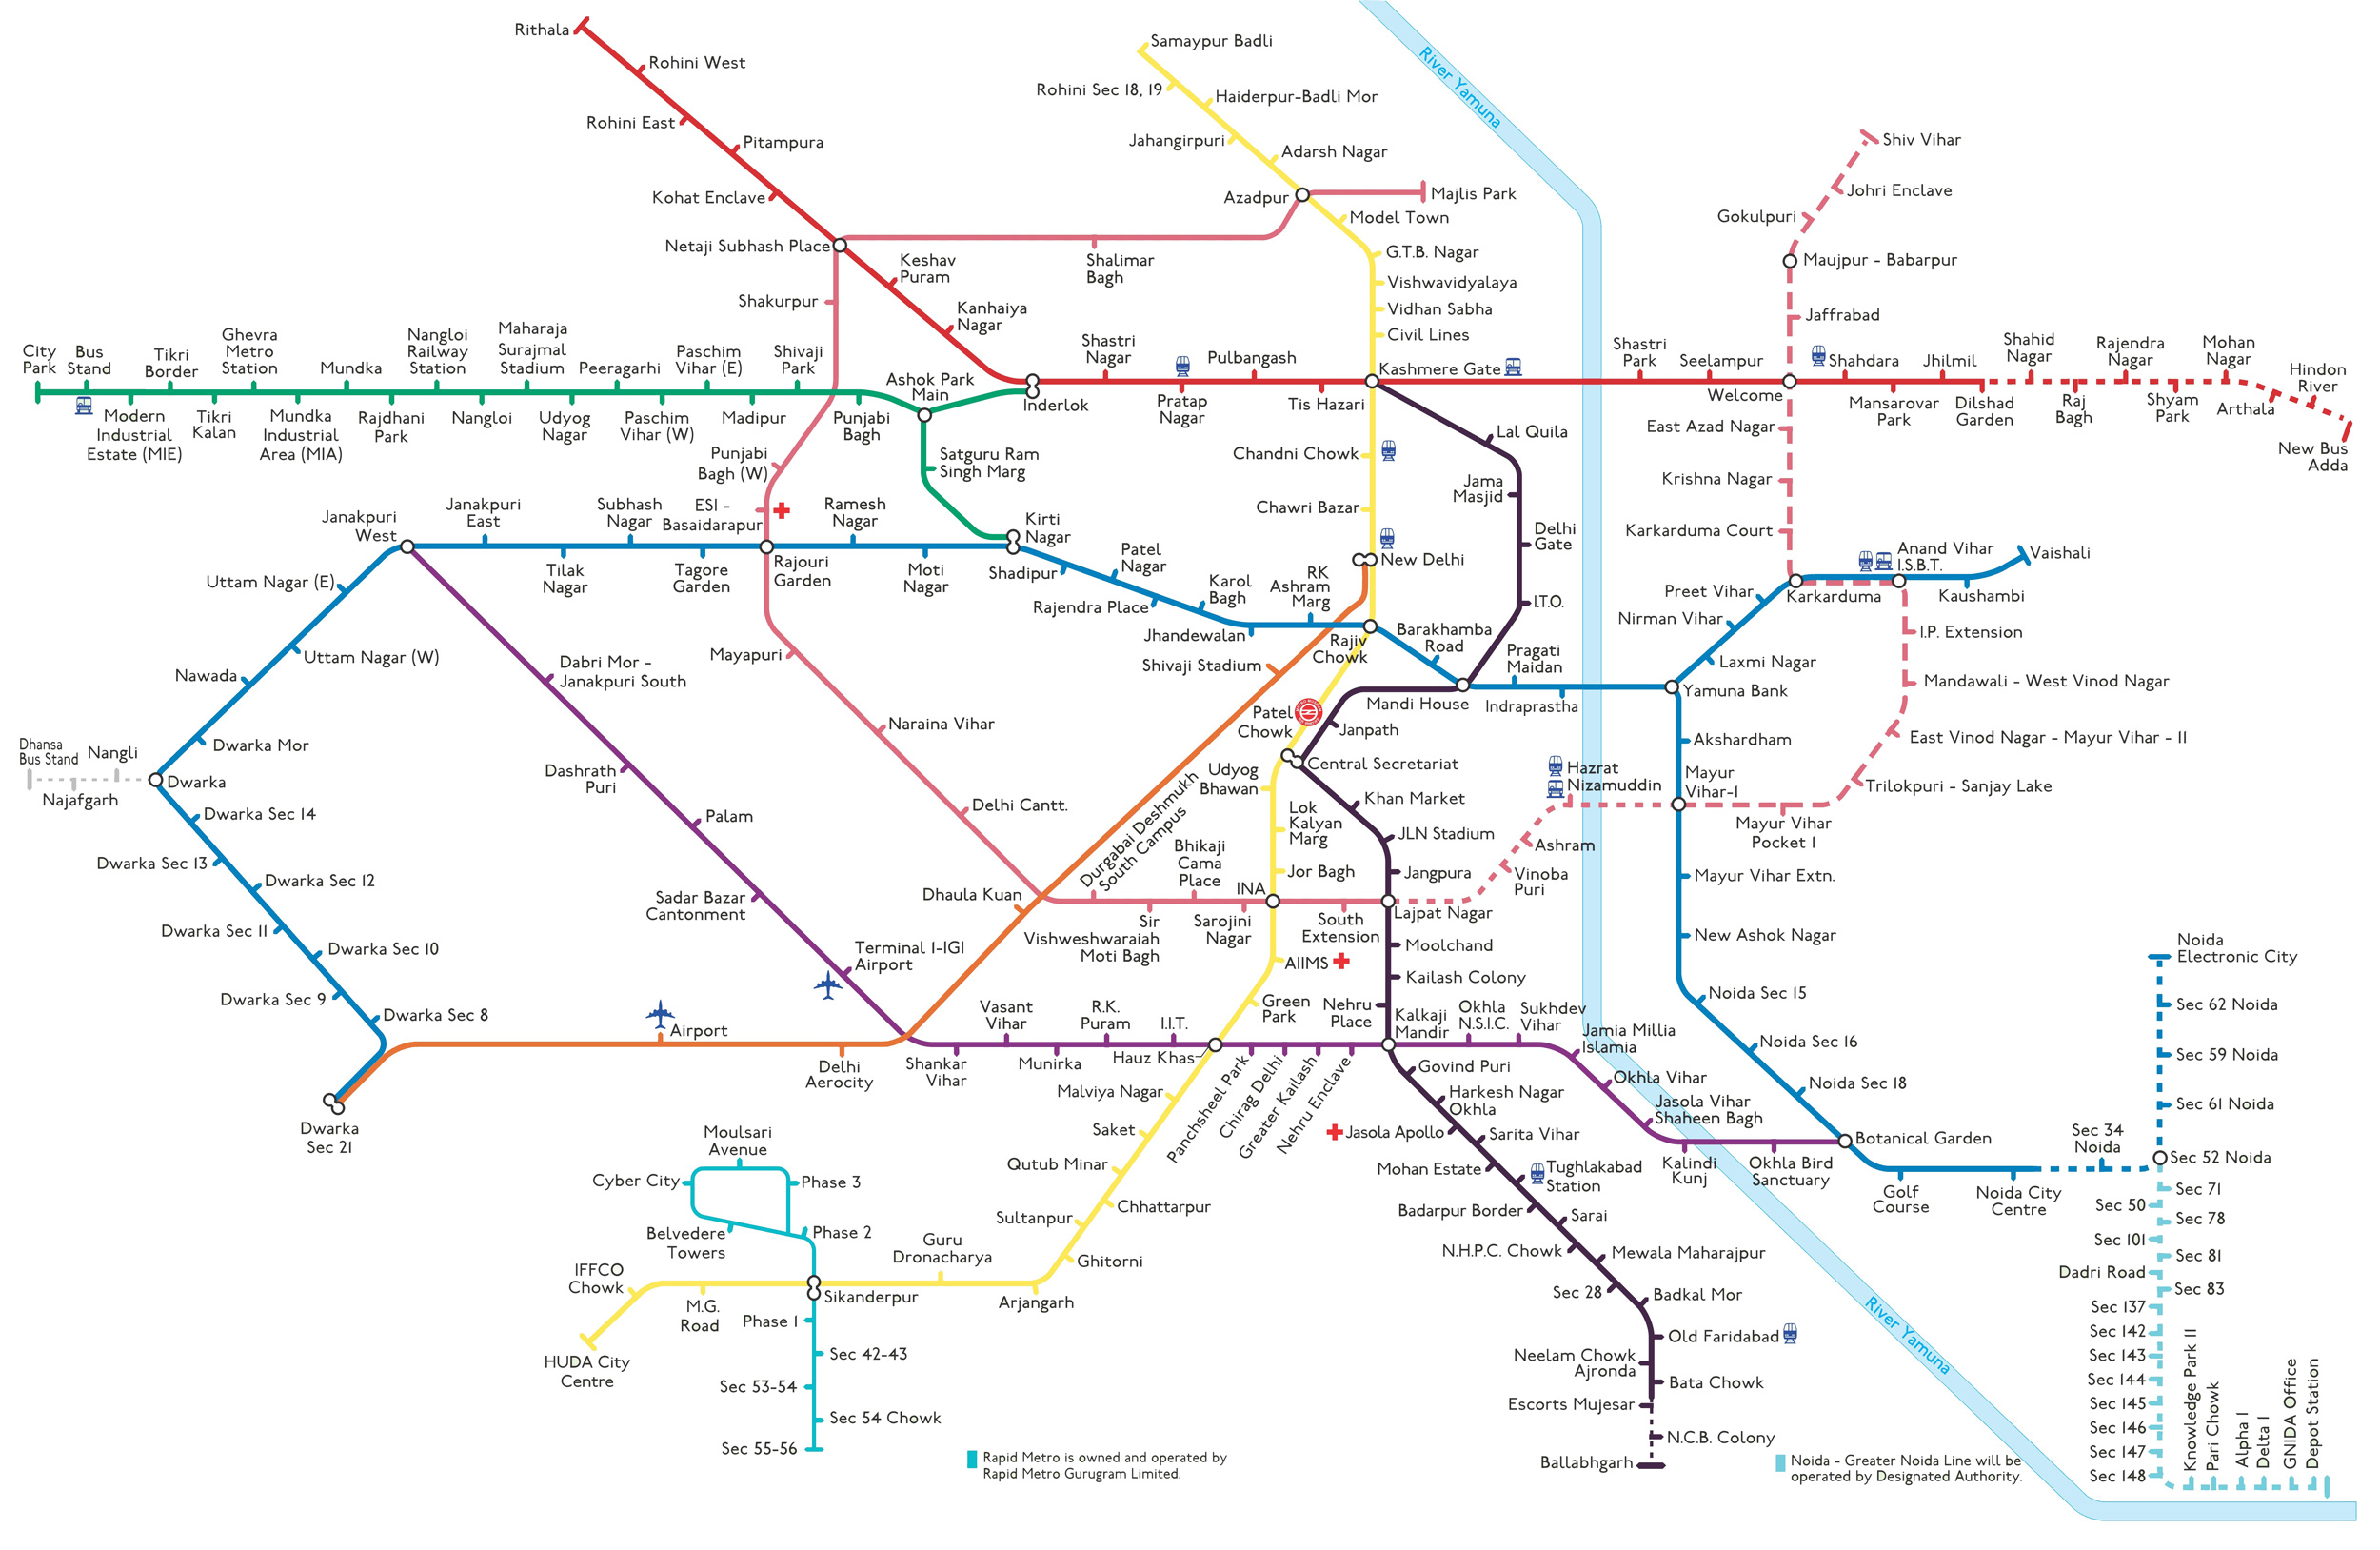 Rithala
Rohini West
Rohini East
Pitampura
Kohat Enclave
Netaji Subhash Place
Keshav
Puram
Kanhaiya
Nagar
Inderlok
Shastri
Nagar
Pratap
Nagar
Pulbangash
Tis Hazari
Kashmere Gate
Shastri
Park
Seelampur
Welcome
Shahdara
Mansarovar
Park
Jhilmil
Dilshad
Garden
Shahid
Nagar
Raj
Bagh
Rajendra
Nagar
Shyam
Park
Mohan
Nagar
Arthala
Hindon
River
New Bus
Adda
Samaypur Badli
Rohini Sec 18, 19
Haiderpur-Badli Mor
Jahangirpuri
Adarsh Nagar
Azadpur
Majlis Park
Model Town
G.T.B. Nagar
Vishwavidyalaya
Vidhan Sabha
Civil Lines
Chandni Chowk
Chawri Bazar
New Delhi
Rajiv
Chowk
Patel
Chowk
Central Secretariat
Udyog
Bhawan
Lok
Kalyan
Marg
Jor Bagh
INA
AIIMS
Green
Park
Hauz Khas
Malviya Nagar
Saket
Qutub Minar
Chhattarpur
Sultanpur
Ghitorni
Arjangarh
Guru
Dronacharya
Sikanderpur
M.G.
Road
IFFCO
Chowk
HUDA City
Centre
River Yamuna
Shiv Vihar
Johri Enclave
Gokulpuri
Maujpur - Babarpur
Jaffrabad
East Azad Nagar
Krishna Nagar
Karkarduma Court
Karkarduma
Anand Vihar
I.S.B.T.
Kaushambi
Vaishali
I.P. Extension
Mandawali - West Vinod Nagar
East Vinod Nagar - Mayur Vihar - II
Trilokpuri - Sanjay Lake
Mayur Vihar
Pocket 1
Mayur
Vihar-I
Hazrat
Nizamuddin
Ashram
Vinoba
Puri
Lajpat Nagar
South
Extension
Sarojini
Nagar
Bhikaji
Cama
Place
Sir
Vishweshwaraiah
Moti Bagh
Durgabai Deshmukh
South Campus
Delhi Cantt.
Naraina Vihar
Mayapuri
Rajouri
Garden
ESI -
Basaidarapur
Punjabi
Bagh (W)
Shakurpur
Shalimar
Bagh
City
Park
Bus
Stand
Modern
Industrial
Estate (MIE)
Tikri
Border
Tikri
Kalan
Ghevra
Metro
Station
Mundka
Industrial
Area (MIA)
Mundka
Rajdhani
Park
Nangloi
Railway
Station
Nangloi
Maharaja
Surajmal
Stadium
Udyog
Nagar
Peeragarhi
Paschim
Vihar (W)
Paschim
Vihar (E)
Madipur
Shivaji
Park
Punjabi
Bagh
Ashok Park
Main
Satguru Ram
Singh Marg
Kirti
Nagar
Janakpuri
West
Janakpuri
East
Tilak
Nagar
Subhash
Nagar
Tagore
Garden
Ramesh
Nagar
Moti
Nagar
Shadipur
Patel
Nagar
Rajendra Place
Karol
Bagh
Jhandewalan
RK
Ashram
Marg
Barakhamba
Road
Mandi House
Pragati
Maidan
Indraprastha
Yamuna Bank
Laxmi Nagar
Nirman Vihar
Preet Vihar
Akshardham
Mayur Vihar Extn.
New Ashok Nagar
Noida Sec 15
Noida Sec 16
Noida Sec 18
Botanical Garden
Golf
Course
Noida City
Centre
Sec 34
Noida
Sec 52 Noida
Sec 61 Noida
Sec 59 Noida
Sec 62 Noida
Noida
Electronic City
Uttam Nagar (E)
Uttam Nagar (W)
Nawada
Dwarka Mor
Dwarka
Dhansa
Bus Stand
Nangli
Najafgarh
Dwarka Sec 14
Dwarka Sec 13
Dwarka Sec 12
Dwarka Sec 11
Dwarka Sec 10
Dwarka Sec 9
Dwarka Sec 8
Dwarka
Sec 21
Airport
Delhi
Aerocity
Dhaula Kuan
Shivaji Stadium
Dabri Mor -
Janakpuri South
Dashrath
Puri
Palam
Sadar Bazar
Cantonment
Terminal I-IGI
Airport
Shankar
Vihar
Vasant
Vihar
Munirka
R.K.
Puram
I.I.T.
Panchsheel Park
Chirag Delhi
Greater Kailash
Nehru Enclave
Kalkaji
Mandir
Okhla
N.S.I.C.
Sukhdev
Vihar
Jamia Millia
Islamia
Okhla Vihar
Jasola Vihar
Shaheen Bagh
Kalindi
Kunj
Okhla Bird
Sanctuary
Lal Quila
Jama
Masjid
Delhi
Gate
I.T.O.
Janpath
Khan Market
JLN Stadium
Jangpura
Moolchand
Kailash Colony
Nehru
Place
Govind Puri
Harkesh Nagar
Okhla
Jasola Apollo
Sarita Vihar
Mohan Estate
Tughlakabad
Station
Badarpur Border
Sarai
N.H.P.C. Chowk
Mewala Maharajpur
Sec 28
Badkal Mor
Old Faridabad
Neelam Chowk
Ajronda
Bata Chowk
Escorts Mujesar
N.C.B. Colony
Ballabhgarh
Moulsari
Avenue
Cyber City
Phase 3
Belvedere
Towers
Phase 2
Phase 1
Sec 42-43
Sec 53-54
Sec 54 Chowk
Sec 55-56
Sec 71
Sec 50
Sec 78
Sec 101
Sec 81
Dadri Road
Sec 83
Sec 137
Sec 142
Sec 143
Sec 144
Sec 145
Sec 146
Sec 147
Sec 148
Knowledge Park II
Pari Chowk
Alpha I
Delta I
GNIDA Office
Depot Station
River Yamuna
Rapid Metro is owned and operated by
Rapid Metro Gurugram Limited.
Noida - Greater Noida Line will be
operated by Designated Authority.